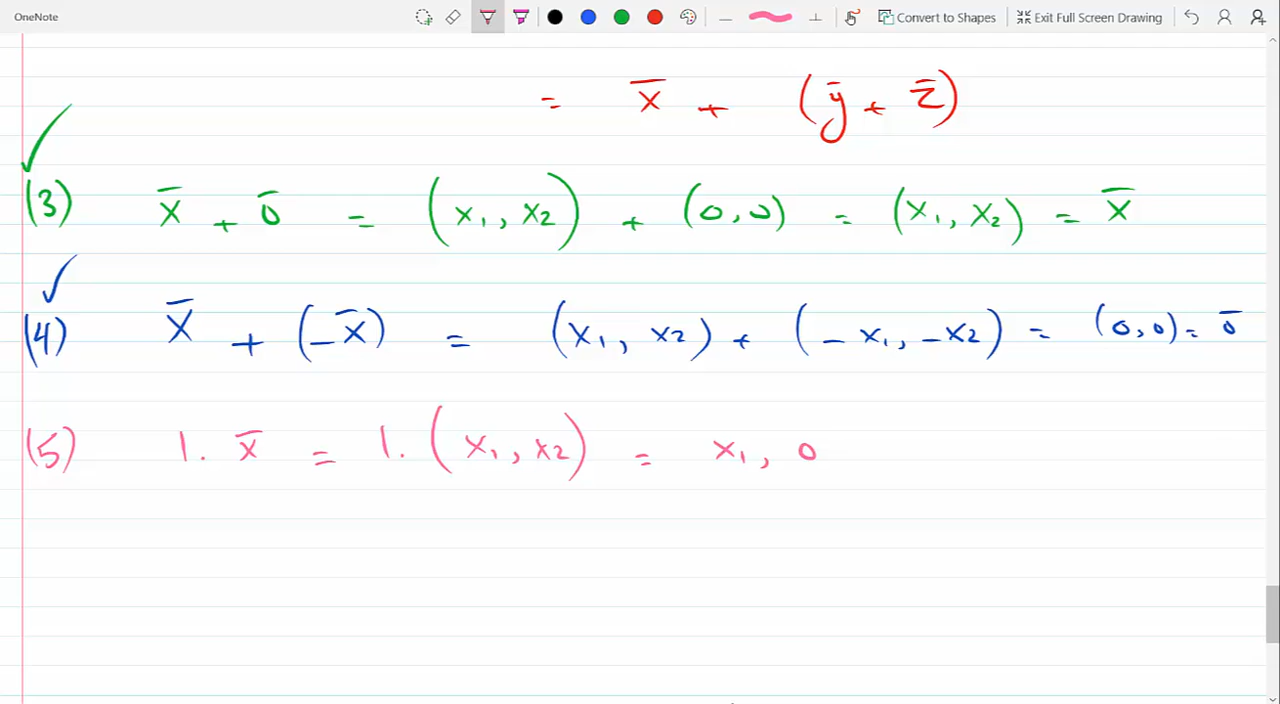 OneNote
Convert to Shapes
Exit Full Screen Drawing
= x̄ + (ȳ + z̄)
(3) x̄ + 0̄ = (x₁, x₂) + (0, 0) = (x₁, x₂) = x̄
(4) x̄ + (-x̄) = (x₁, x₂) + (-x₁, -x₂) = (0, 0) = 0̄
(5) 1. x̄ = 1. (x₁, x₂) = x₁, 0